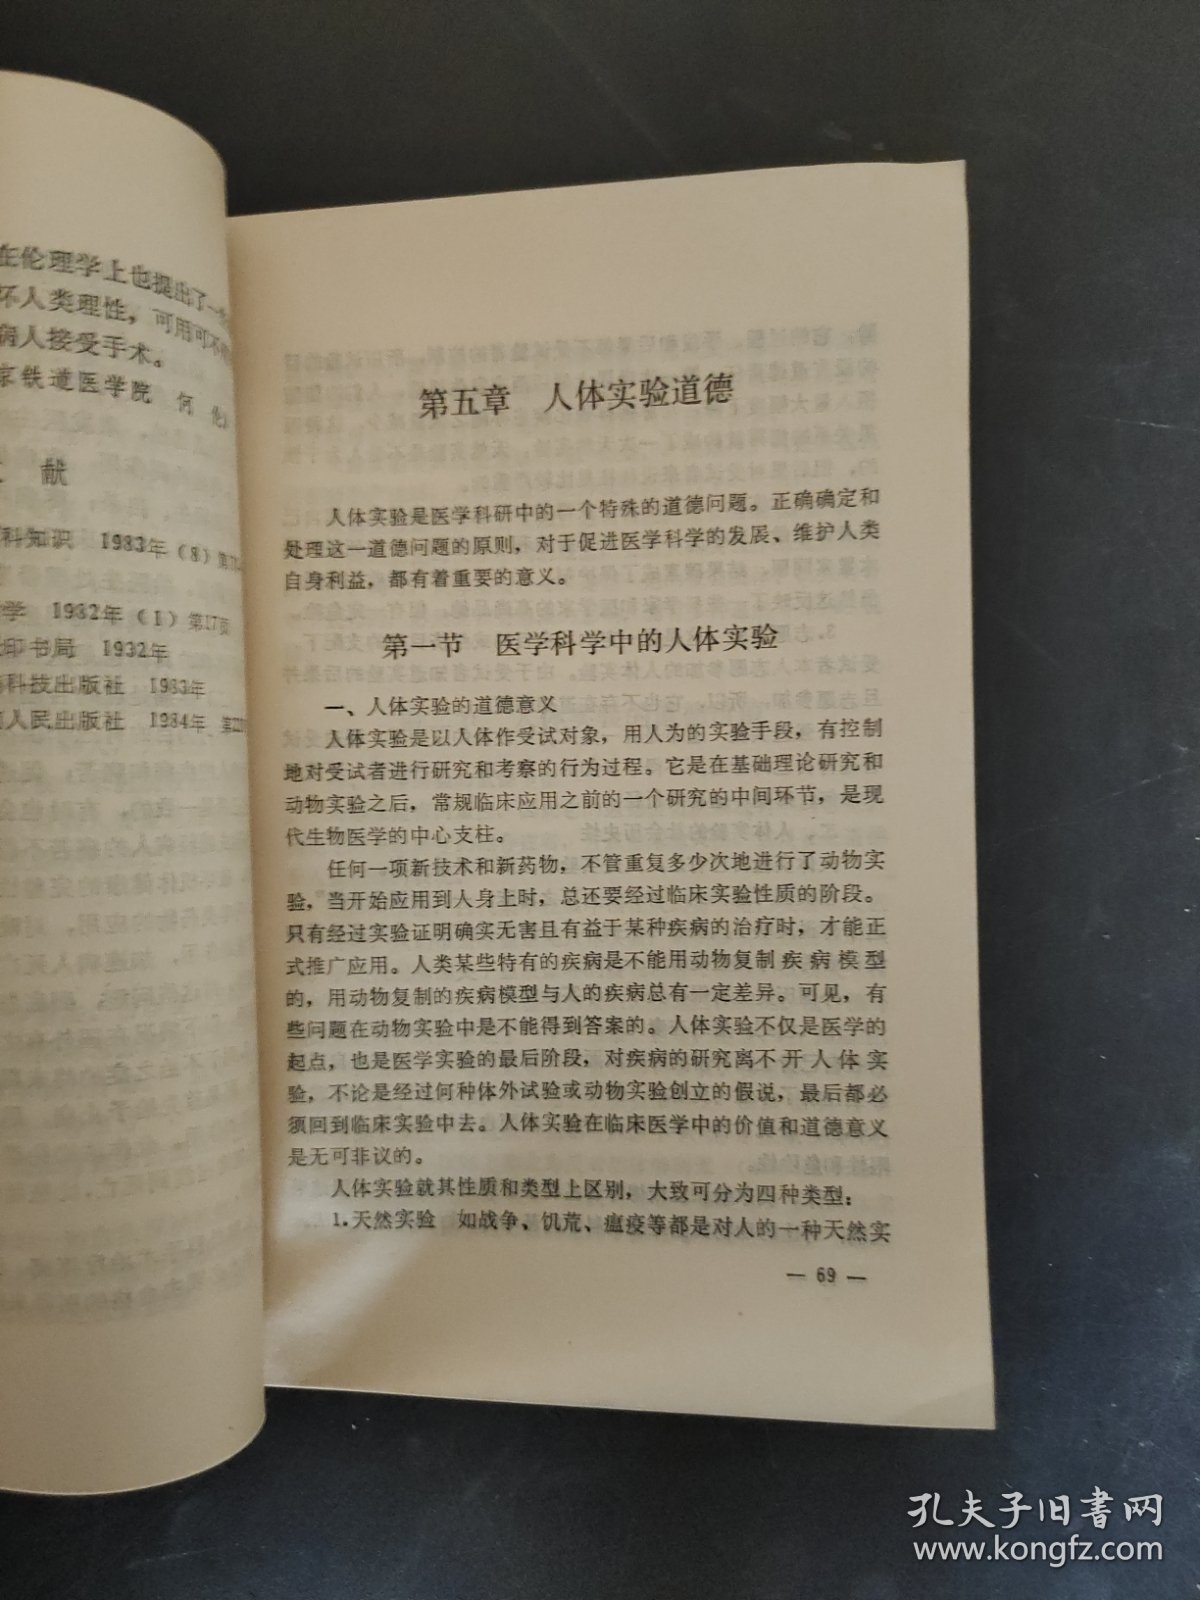 在伦理学上也提出了一
坏人类理性，可用可不
病人接受手术。
京铁道医学院 何 伦
献
科知识 1983年（8）第
学 1982年（1）第17页
印书局 1932年
科技出版社 1983年
人民出版社 1984年 第
第五章 人体实验道德
人体实验是医学科研中的一个特殊的道德问题。正确确定和
处理这一道德问题的原则，对于促进医学科学的发展、维护人类
自身利益，都有着重要的意义。
第一节 医学科学中的人体实验
一、人体实验的道德意义
人体实验是以人体作受试对象，用人为的实验手段，有控制
地对受试者进行研究和考察的行为过程。它是在基础理论研究和
动物实验之后，常规临床应用之前的一个研究的中间环节，是现
代生物医学的中心支柱。
任何一项新技术和新药物，不管重复多少次地进行了动物实
验，当开始应用到人身上时，总还要经过临床实验性质的阶段。
只有经过实验证明确实无害且有益于某种疾病的治疗时，才能正
式推广应用。人类某些特有的疾病是不能用动物复制疾病模型
的，用动物复制的疾病模型与人的疾病总有一定差异。可见，有
些问题在动物实验中是不能得到答案的。人体实验不仅是医学的
起点，也是医学实验的最后阶段，对疾病的研究离不开人体实
验，不论是经过何种体外试验或动物实验创立的假说，最后都必
须回到临床实验中去。人体实验在临床医学中的价值和道德意义
是无可非议的。
人体实验就其性质和类型上区别，大致可分为四种类型：
1.天然实验 如战争、饥荒、瘟疫等都是对人的一种天然实
— 69 —
孔夫子旧书网
www.kongfz.com